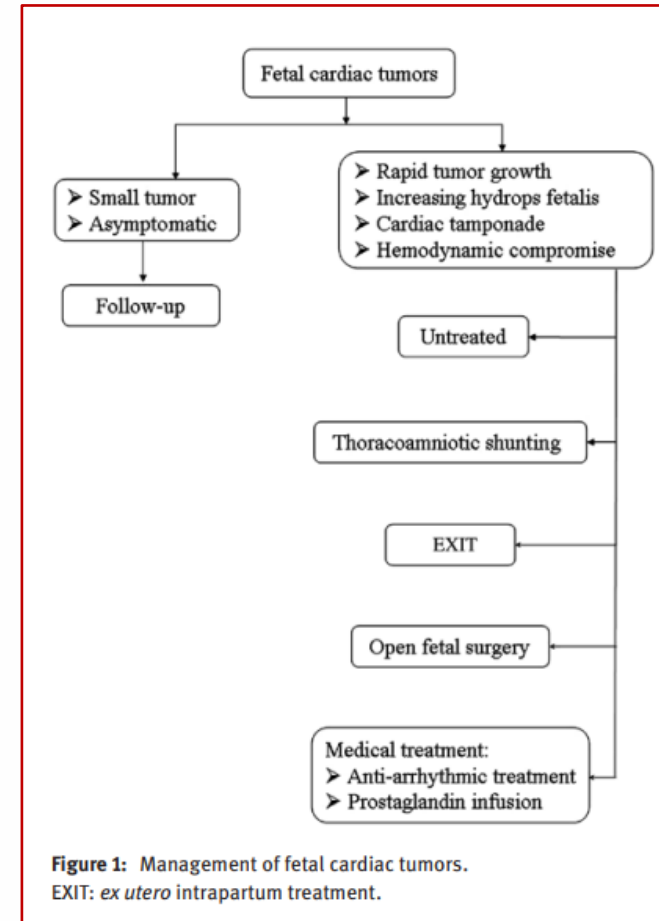 Fetal cardiac tumors
➤ Small tumor
➤ Asymptomatic
Follow-up
➤ Rapid tumor growth
➤ Increasing hydrops fetalis
➤ Cardiac tamponade
➤ Hemodynamic compromise
Untreated
Thoracoamniotic shunting
EXIT
Open fetal surgery
Medical treatment:
➤ Anti-arrhythmic treatment
➤ Prostaglandin infusion
Figure 1: Management of fetal cardiac tumors.
EXIT: ex utero intrapartum treatment.